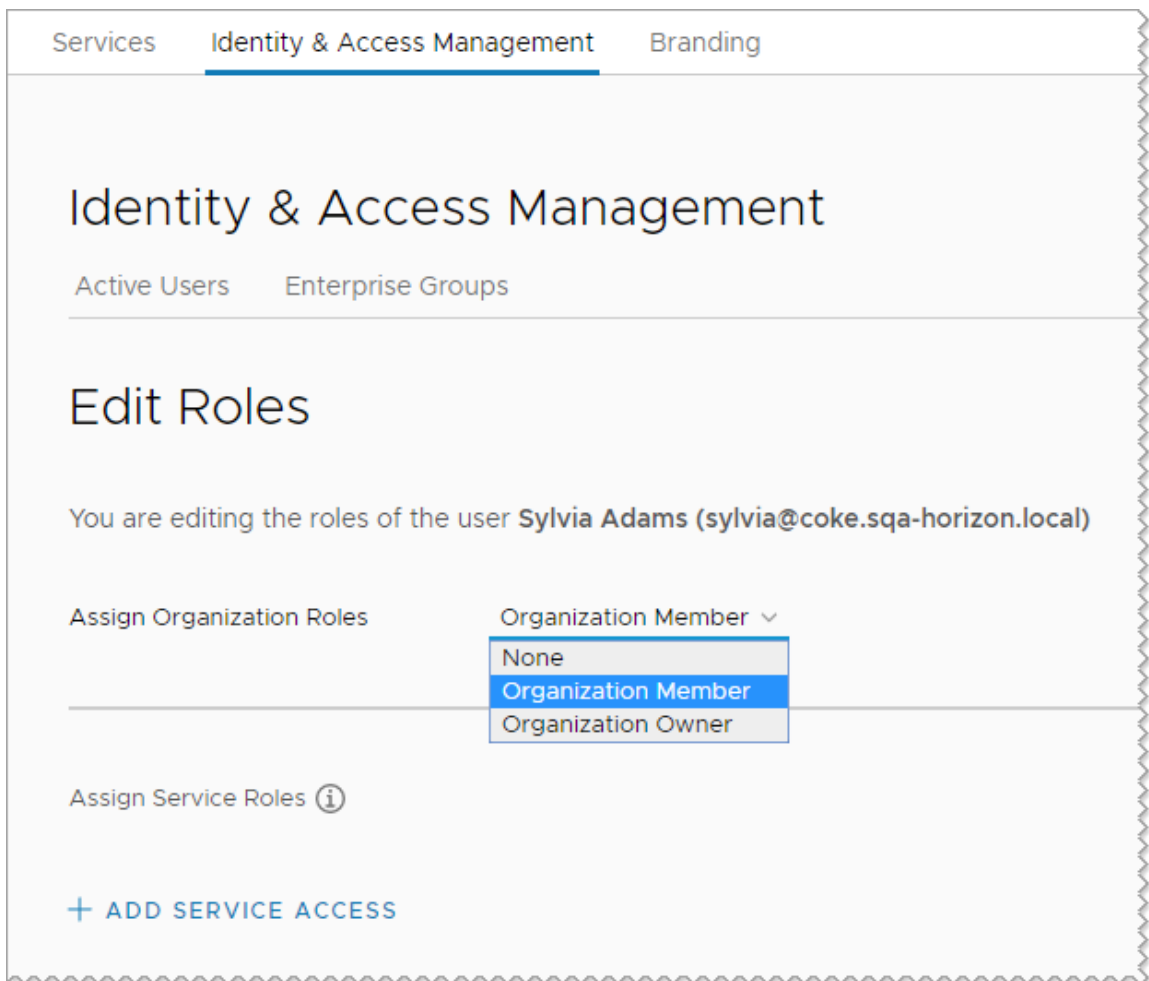 Services Identity & Access Management Branding
Identity & Access Management
Active Users Enterprise Groups
Edit Roles
You are editing the roles of the user Sylvia Adams (sylvia@coke.sqa-horizon.local)
Assign Organization Roles Organization Member
None
Organization Member
Organization Owner
Assign Service Roles
+ ADD SERVICE ACCESS